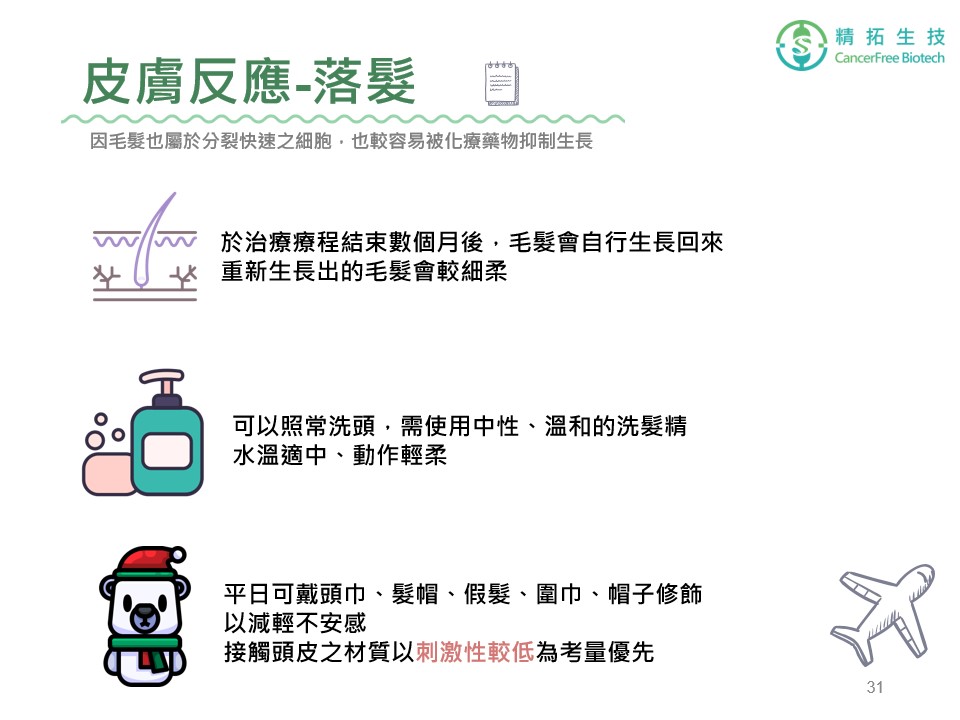 精拓生技
CancerFree Biotech
皮膚反應-落髮
因毛髮也屬於分裂快速之細胞，也較容易被化療藥物抑制生長
於治療療程結束數個月後，毛髮會自行生長回來
重新生長出的毛髮會較細柔
可以照常洗頭，需使用中性、溫和的洗髮精
水溫適中、動作輕柔
平日可戴頭巾、髮帽、假髮、圍巾、帽子修飾
以減輕不安感
接觸頭皮之材質以刺激性較低為考量優先
31